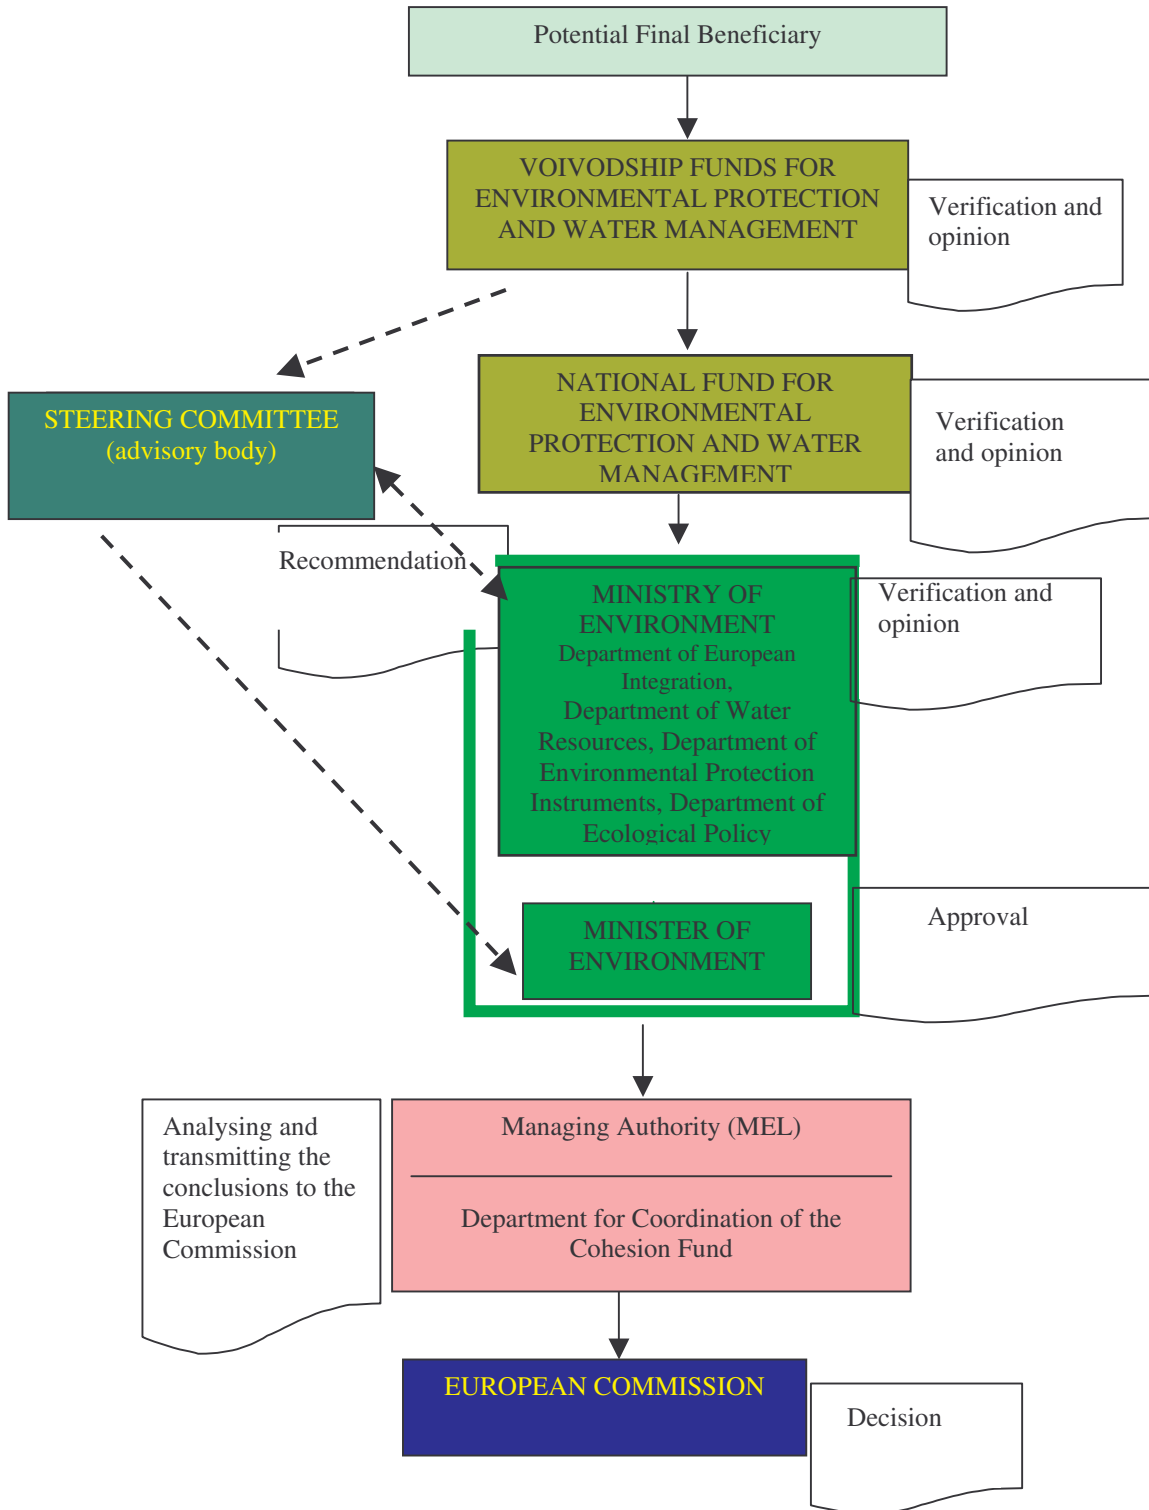 Potential Final Beneficiary
VOIVODSHIP FUNDS FOR
ENVIRONMENTAL PROTECTION
AND WATER MANAGEMENT
Verification and
opinion
NATIONAL FUND FOR
ENVIRONMENTAL
PROTECTION AND WATER
MANAGEMENT
Verification
and opinion
STEERING COMMITTEE
(advisory body)
Recommendation
MINISTRY OF
ENVIRONMENT
Department of European
Integration,
Department of Water
Resources, Department of
Environmental Protection
Instruments, Department of
Ecological Policy
Verification and
opinion
MINISTER OF
ENVIRONMENT
Approval
Analysing and
transmitting the
conclusions to the
European
Commission
Managing Authority (MEL)
Department for Coordination of the
Cohesion Fund
EUROPEAN COMMISSION
Decision